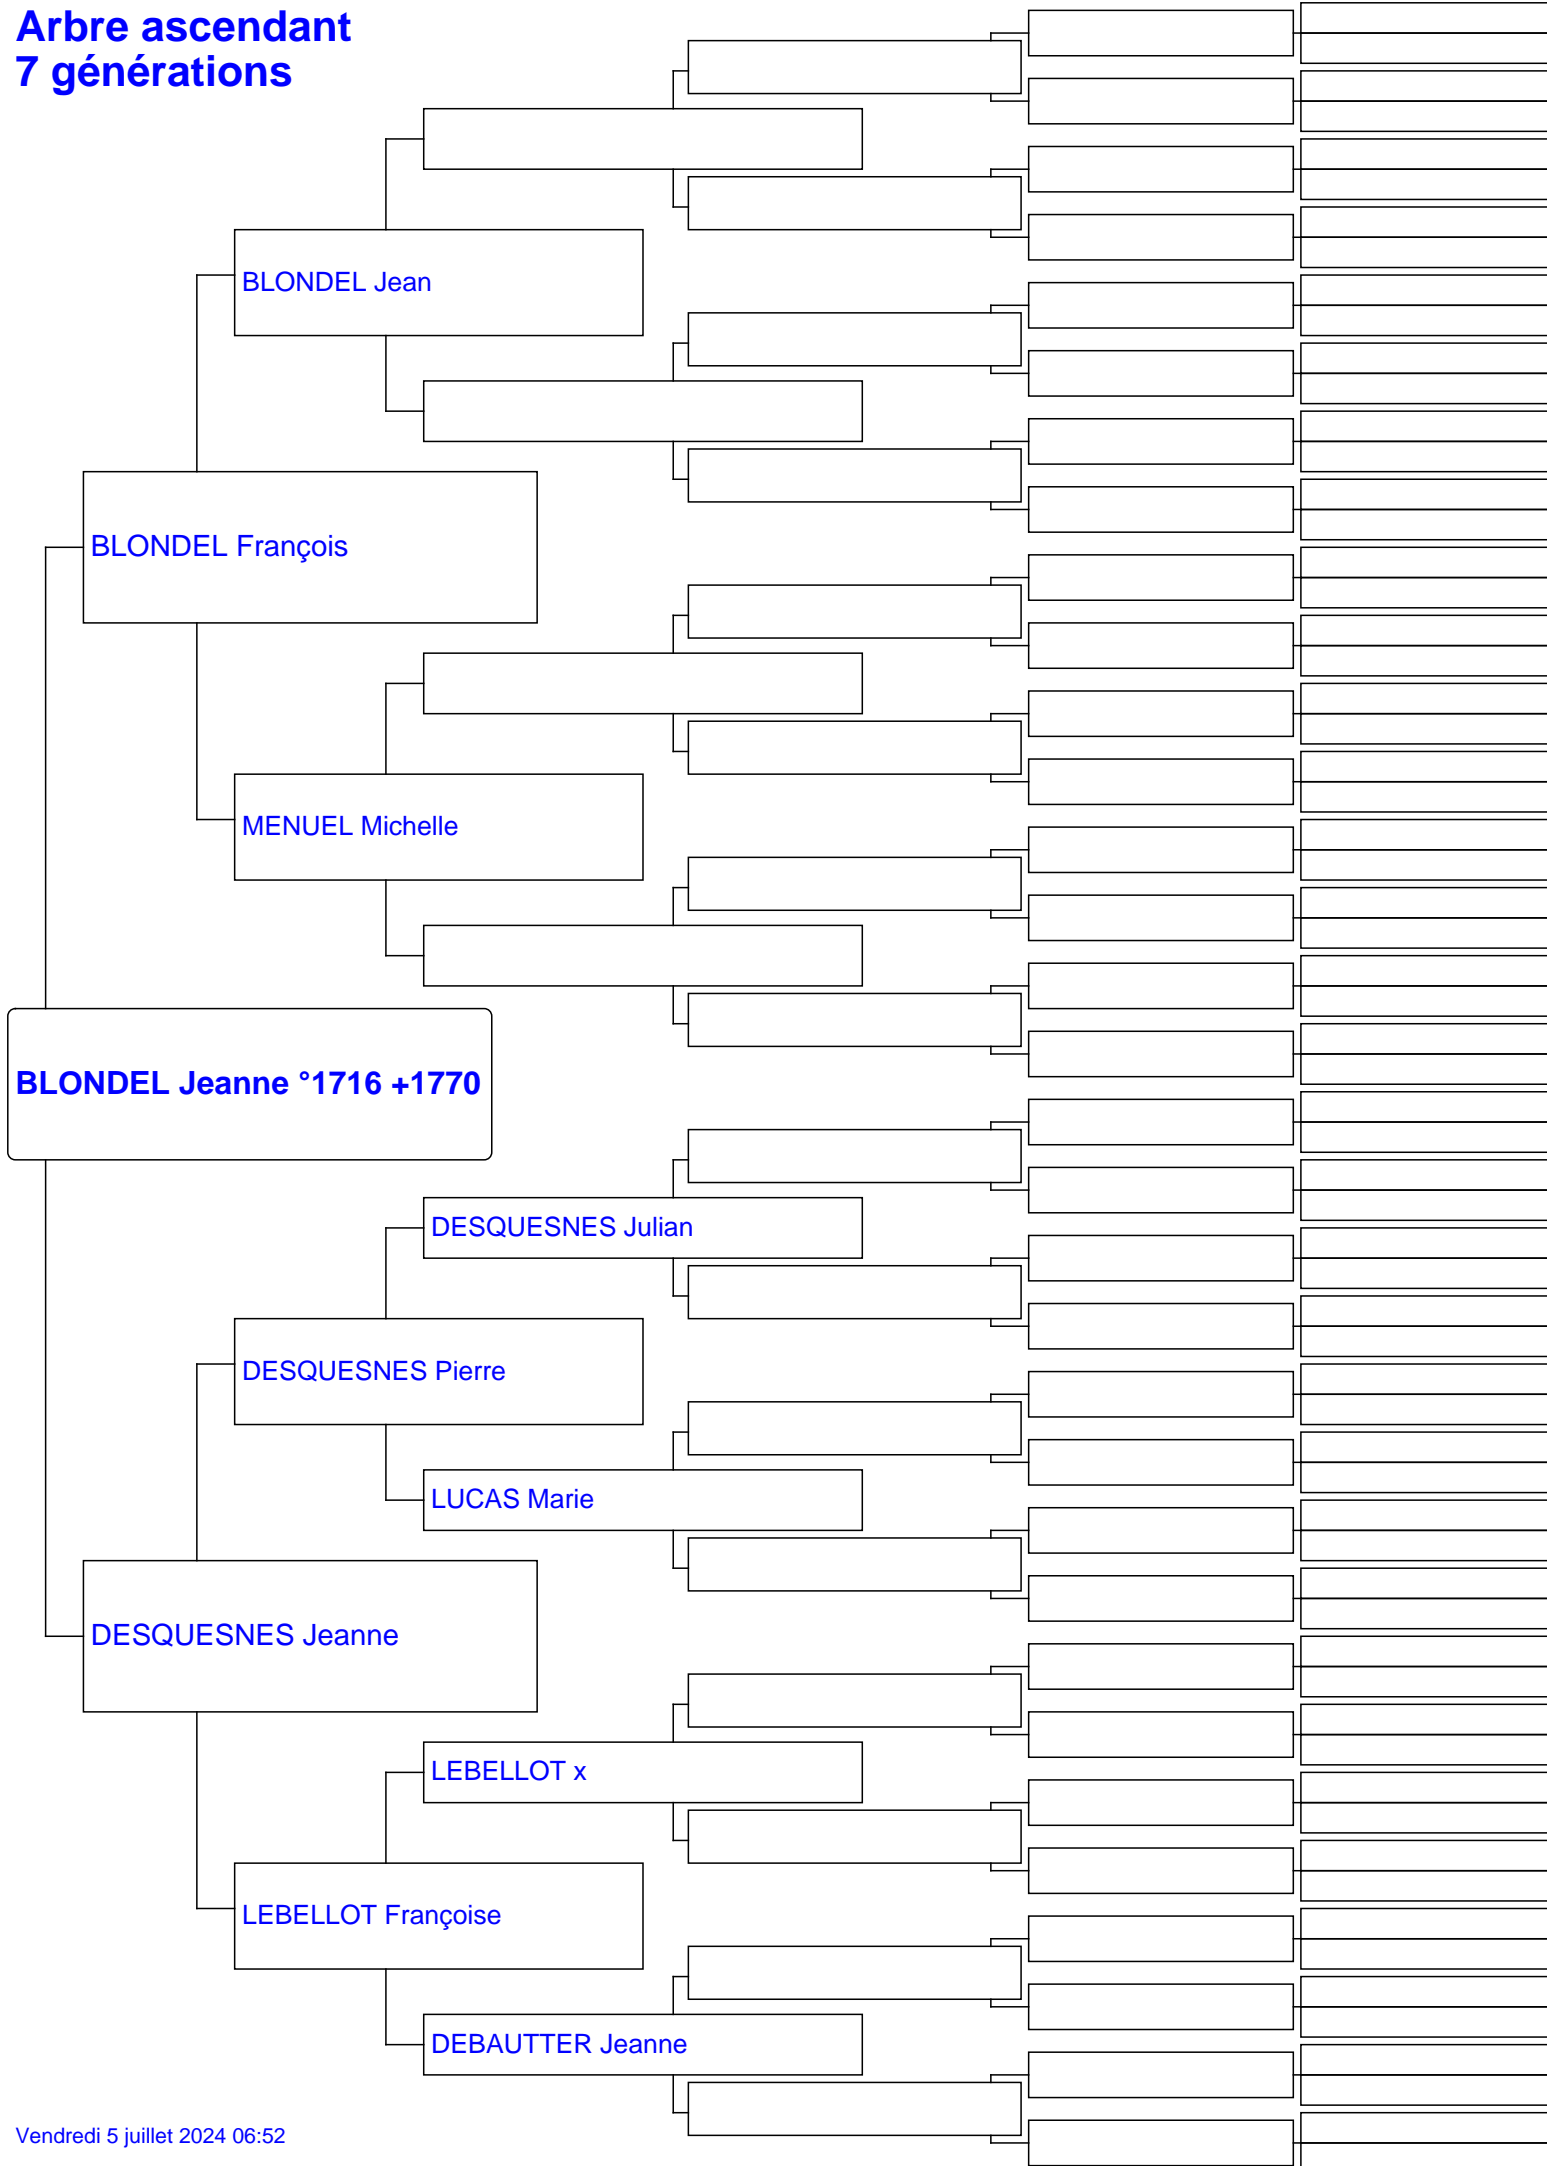 Arbre ascendant
7 générations
BLONDEL Jean
BLONDEL François
MENUEL Michelle
BLONDEL Jeanne °1716 +1770
DESQUESNES Julian
DESQUESNES Pierre
LUCAS Marie
DESQUESNES Jeanne
LEBELLOT x
LEBELLOT Françoise
DEBAUTTER Jeanne
Vendredi 5 juillet 2024 06:52